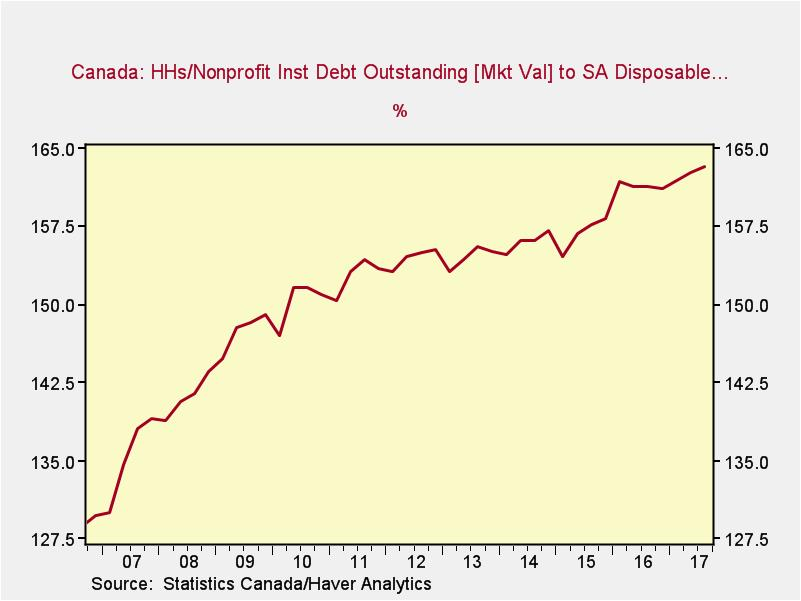 Canada: HHs/Nonprofit Inst Debt Outstanding [Mkt Val] to SA Disposable...
%
165.0 165.0
157.5 157.5
150.0 150.0
142.5 142.5
135.0 135.0
127.5 127.5
07 08 09 10 11 12 13 14 15 16 17
Source: Statistics Canada/Haver Analytics